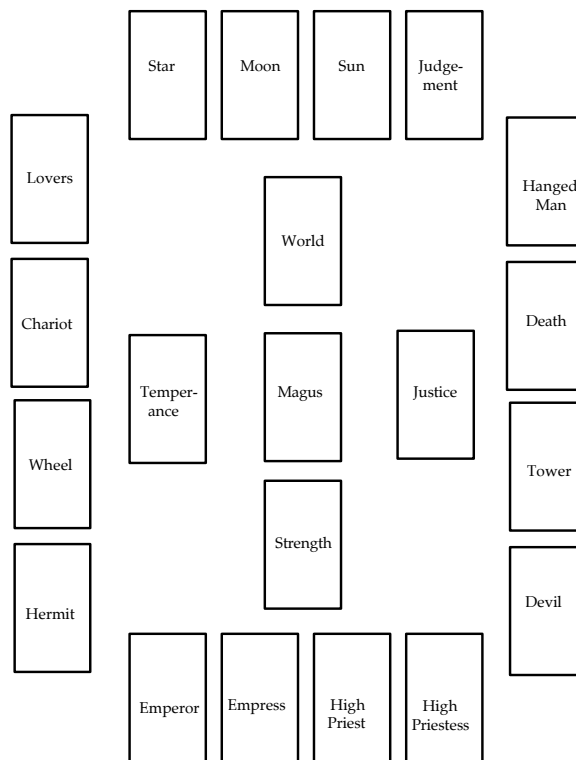 Star
Moon
Sun
Judge-
ment
Lovers
Hanged
Man
World
Chariot
Death
Temper-
ance
Magus
Justice
Wheel
Tower
Strength
Hermit
Devil
Emperor
Empress
High
Priest
High
Priestess